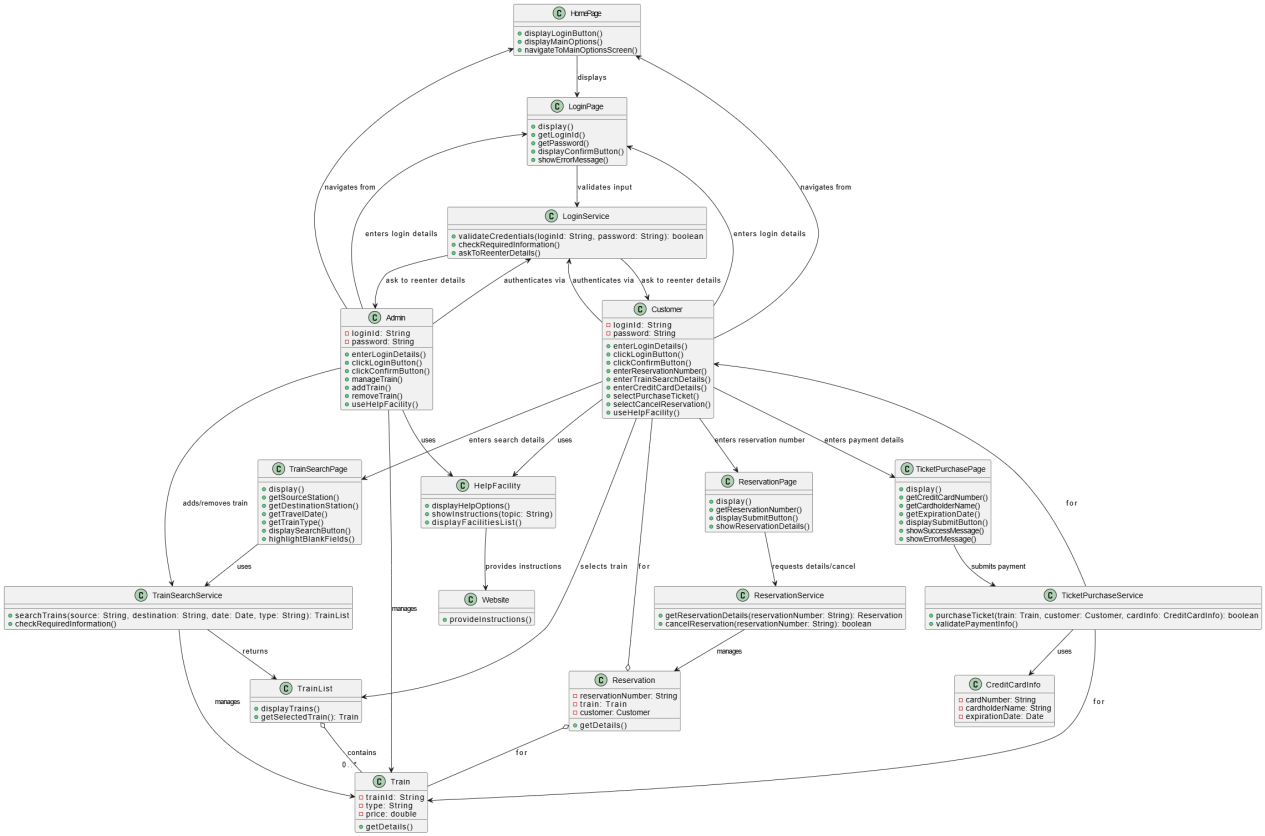 C HomePage
displayLoginButton()
displayMainOptions()
navigateToMainOptionsScreen()
displays
C LoginPage
display()
getLoginId()
getPassword()
displayConfirmButton()
showErrorMessage()
navigates from
validates input
navigates from
C LoginService
validateCredentials(loginId: String, password: String): boolean
checkRequiredInformation()
askToReenterDetails()
enters login details
enters login details
ask to reenter details
authenticates via
authenticates via
ask to reenter details
C Admin
loginId: String
password: String
enterLoginDetails()
clickLoginButton()
clickConfirmButton()
manageTrain()
addTrain()
removeTrain()
useHelpFacility()
C Customer
loginId: String
password: String
enterLoginDetails()
clickLoginButton()
clickConfirmButton()
enterReservationNumber()
enterTrainSearchDetails()
enterCreditCardDetails()
selectPurchaseTicket()
selectCancelReservation()
useHelpFacility()
uses
enters search details
uses
enters reservation number
enters payment details
C TrainSearchPage
display()
getSourceStation()
getDestinationStation()
getTravelDate()
getTrainType()
displaySearchButton()
highlightBlankFields()
C HelpFacility
displayHelpOptions()
showInstructions(topic: String)
displayFacilitiesList()
C ReservationPage
display()
getReservationNumber()
displaySubmitButton()
showReservationDetails()
C TicketPurchasePage
display()
getCreditCardNumber()
getCardholderName()
getExpirationDate()
displaySubmitButton()
showSuccessMessage()
showErrorMessage()
adds/removes train
for
uses
provides instructions
selects train
for
requests details/cancel
submits payment
C TrainSearchService
searchTrains(source: String, destination: String, date: Date, type: String): TrainList
checkRequiredInformation()
manages
C Website
provideInstructions()
C ReservationService
getReservationDetails(reservationNumber: String): Reservation
cancelReservation(reservationNumber: String): boolean
C TicketPurchaseService
purchaseTicket(train: Train, customer: Customer, cardInfo: CreditCardInfo): boolean
validatePaymentInfo()
returns
manages
uses
C TrainList
displayTrains()
getSelectedTrain(): Train
C Reservation
reservationNumber: String
train: Train
customer: Customer
getDetails()
C CreditCardInfo
cardNumber: String
cardholderName: String
expirationDate: Date
manages
for
contains
0..*
for
C Train
trainId: String
type: String
price: double
getDetails()